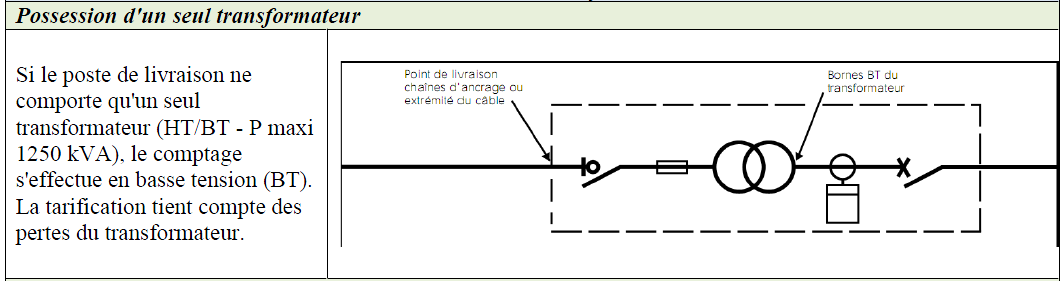 Possession d'un seul transformateur
Si le poste de livraison ne
comporte qu'un seul
transformateur (HT/BT - P maxi
1250 kVA), le comptage
s'effectue en basse tension (BT).
La tarification tient compte des
pertes du transformateur.
Point de livraison
chaînes d'ancrage ou
extrémité du câble
Bornes BT du
transformateur